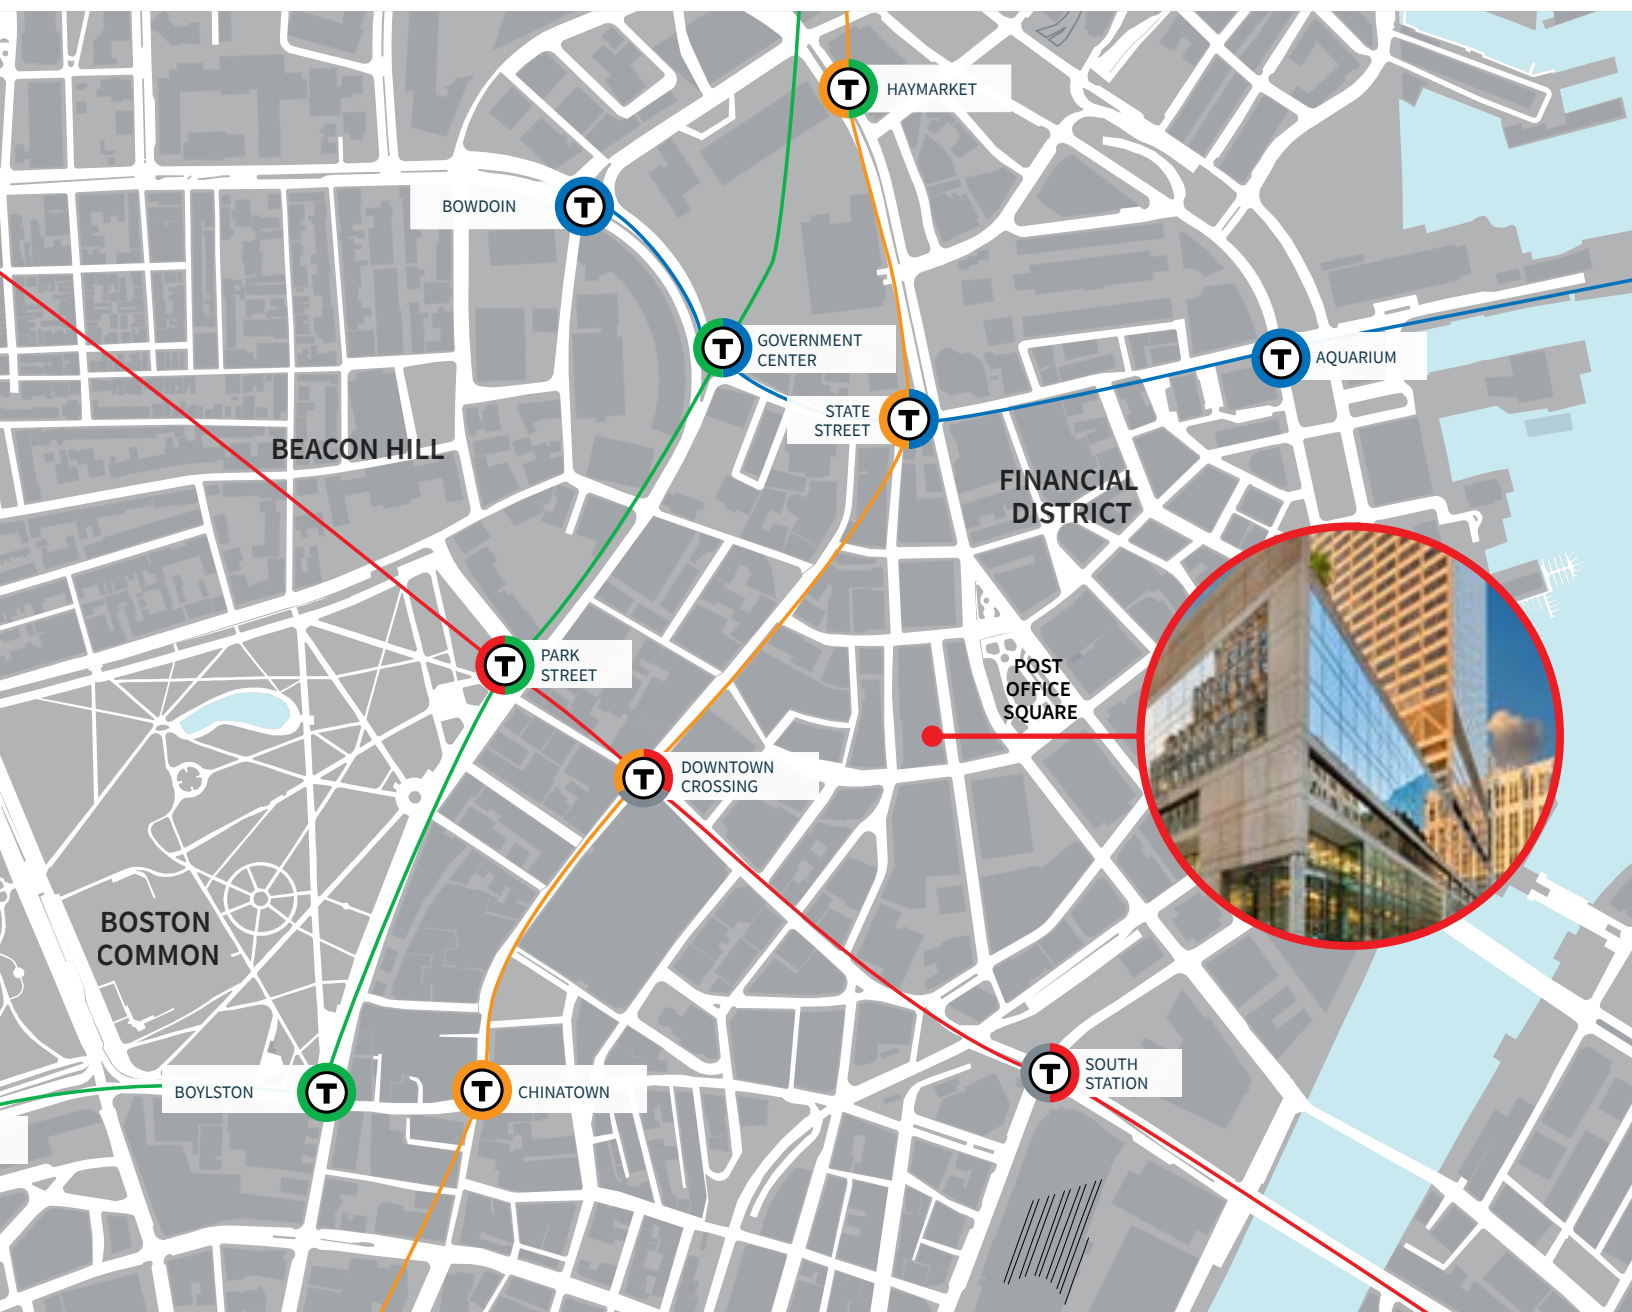 T
HAYMARKET
BOWDOIN
T
T
GOVERNMENT
CENTER
T
AQUARIUM
STATE
STREET
T
BEACON HILL
FINANCIAL
DISTRICT
T
PARK
STREET
POST
OFFICE
SQUARE
T
DOWNTOWN
CROSSING
BOSTON
COMMON
T
SOUTH
STATION
BOYLSTON
T
T
CHINATOWN